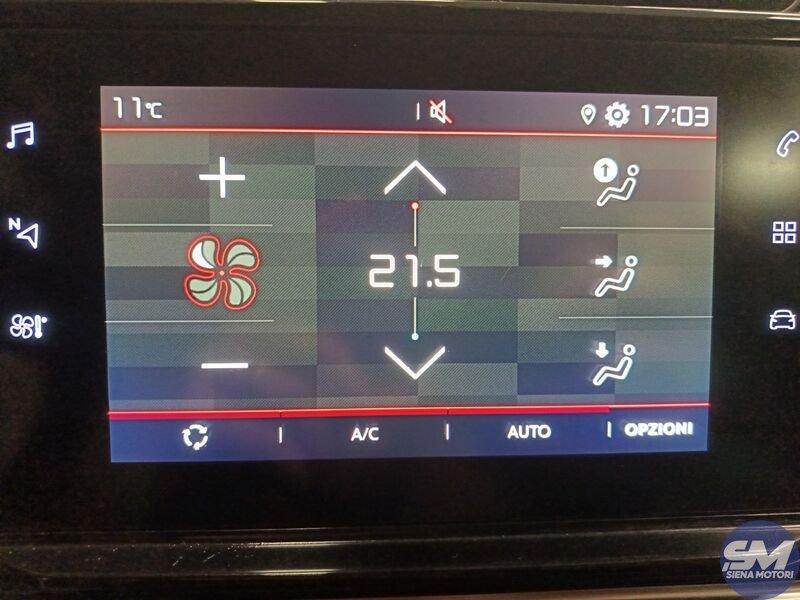 11°C
17:03
N
21.5
A/C
AUTO
OPZIONI
SM
SIENA MOTORI